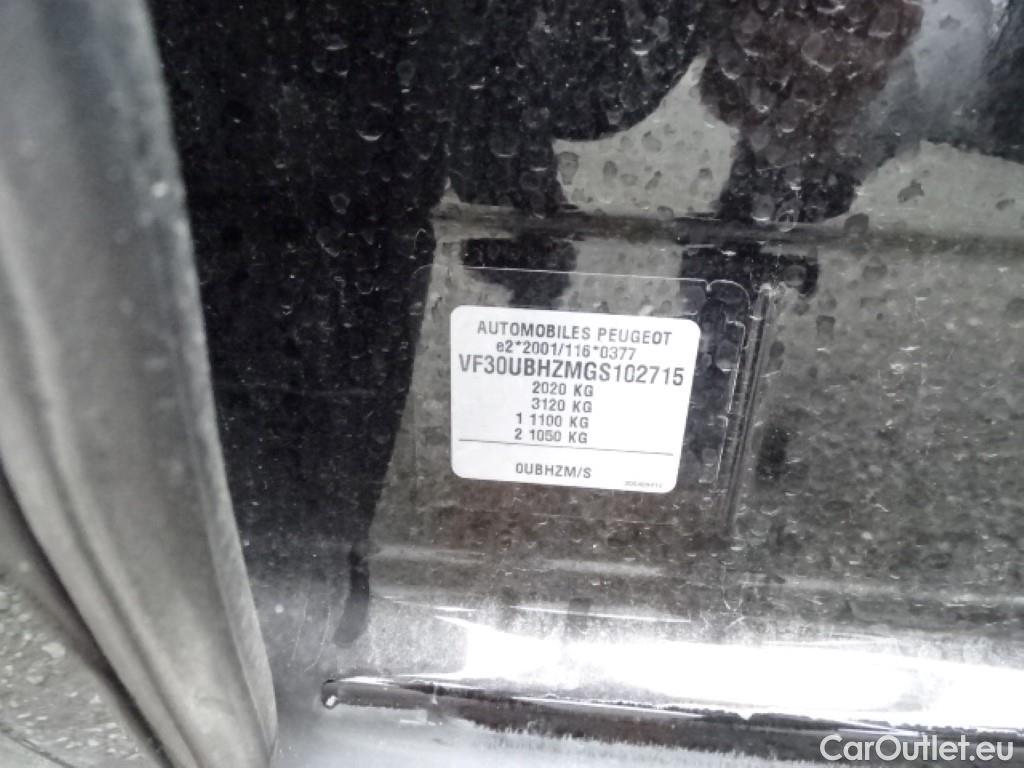 AUTOMOBILES PEUGEOT
e2*2001/116*0377
VF30UBHZMGS102715
2020 KG
3120 KG
1 1100 KG
2 1050 KG
0UBHZM/S
CarOutlet.eu